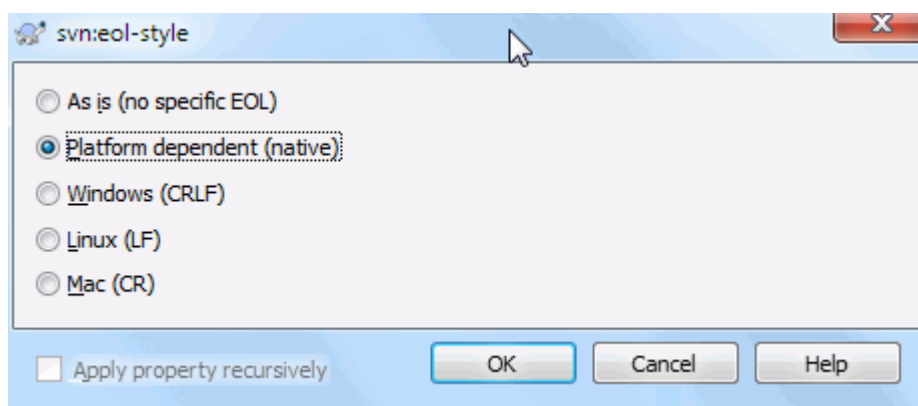 svn:eol-style
As is (no specific EOL)
Platform dependent (native)
Windows (CRLF)
Linux (LF)
Mac (CR)
Apply property recursively
OK
Cancel
Help